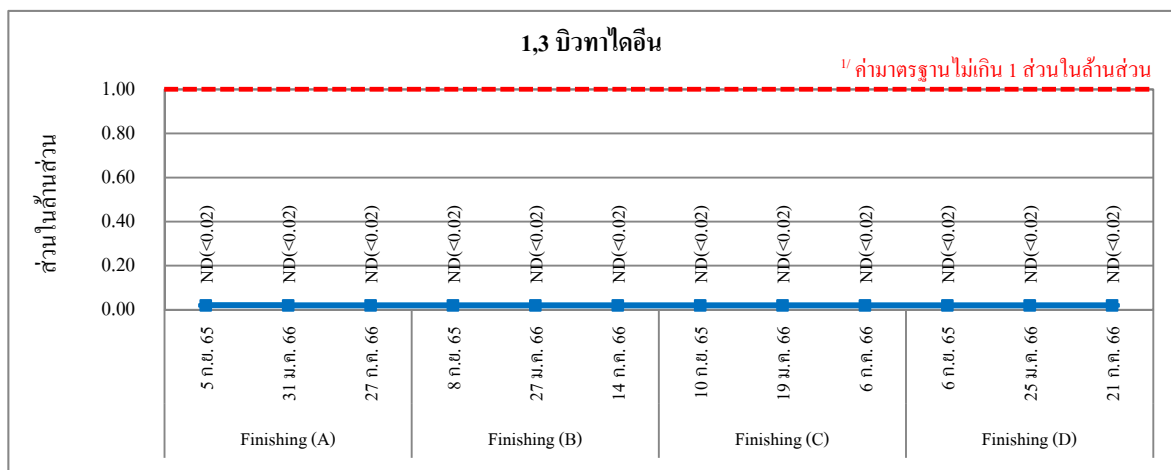 1,3 บิวทาไดอีน
1/ ค่ามาตรฐานไม่เกิน 1 ส่วนในล้านส่วน
ส่วนในล้านส่วน
1.00
0.80
0.60
0.40
0.20
0.00
ND(<0.02)
ND(<0.02)
ND(<0.02)
ND(<0.02)
ND(<0.02)
ND(<0.02)
ND(<0.02)
ND(<0.02)
ND(<0.02)
ND(<0.02)
ND(<0.02)
ND(<0.02)
5 ก.ย. 65
31 ม.ค. 66
27 ก.ค. 66
8 ก.ย. 65
27 ม.ค. 66
14 ก.ค. 66
10 ก.ย. 65
19 ม.ค. 66
6 ก.ค. 66
6 ก.ย. 65
25 ม.ค. 66
21 ก.ค. 66
Finishing (A)
Finishing (B)
Finishing (C)
Finishing (D)